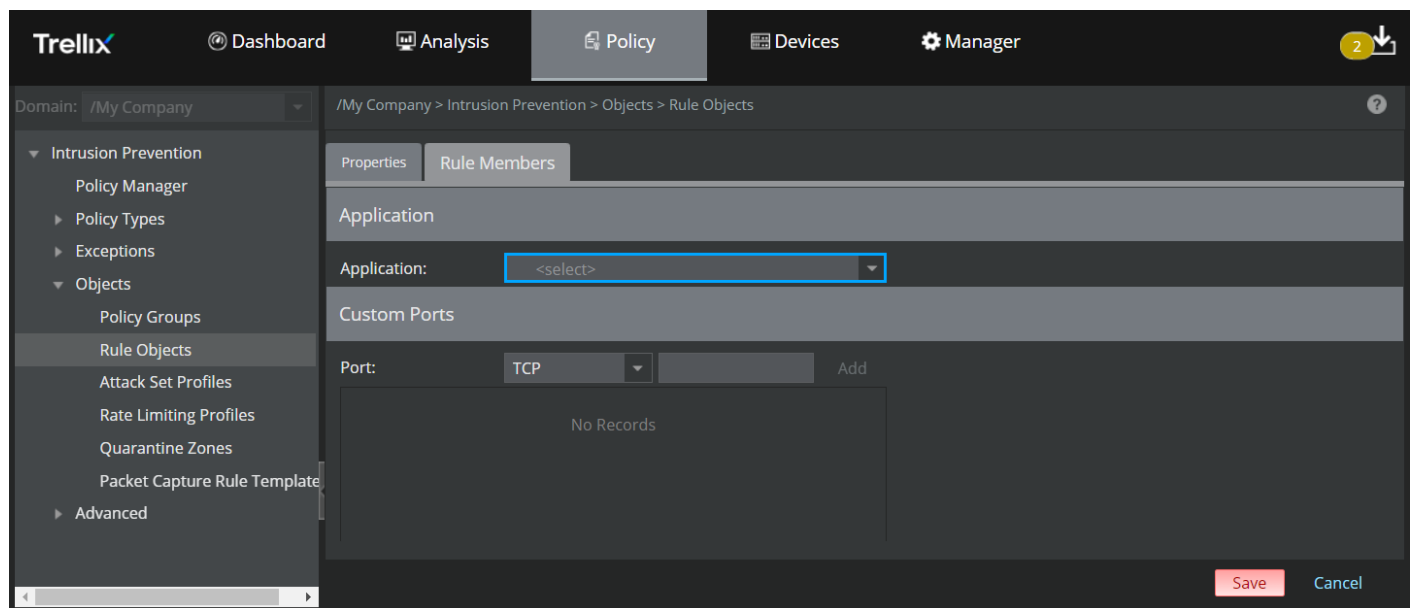 Trellix
Dashboard
Analysis
Policy
Devices
Manager
2
Domain: /My Company
/My Company > Intrusion Prevention > Objects > Rule Objects
?
Intrusion Prevention
Policy Manager
Policy Types
Exceptions
Objects
Policy Groups
Rule Objects
Attack Set Profiles
Rate Limiting Profiles
Quarantine Zones
Packet Capture Rule Template
Advanced
Properties
Rule Members
Application
Application: <select>
Custom Ports
Port: TCP Add
No Records
Save Cancel